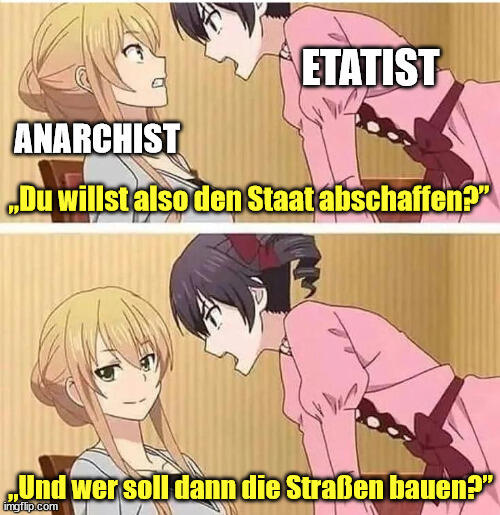 ETATIST
ANARCHIST
„Du willst also den Staat abschaffen?”
„Und wer soll dann die Straßen bauen?”
imgflip.com